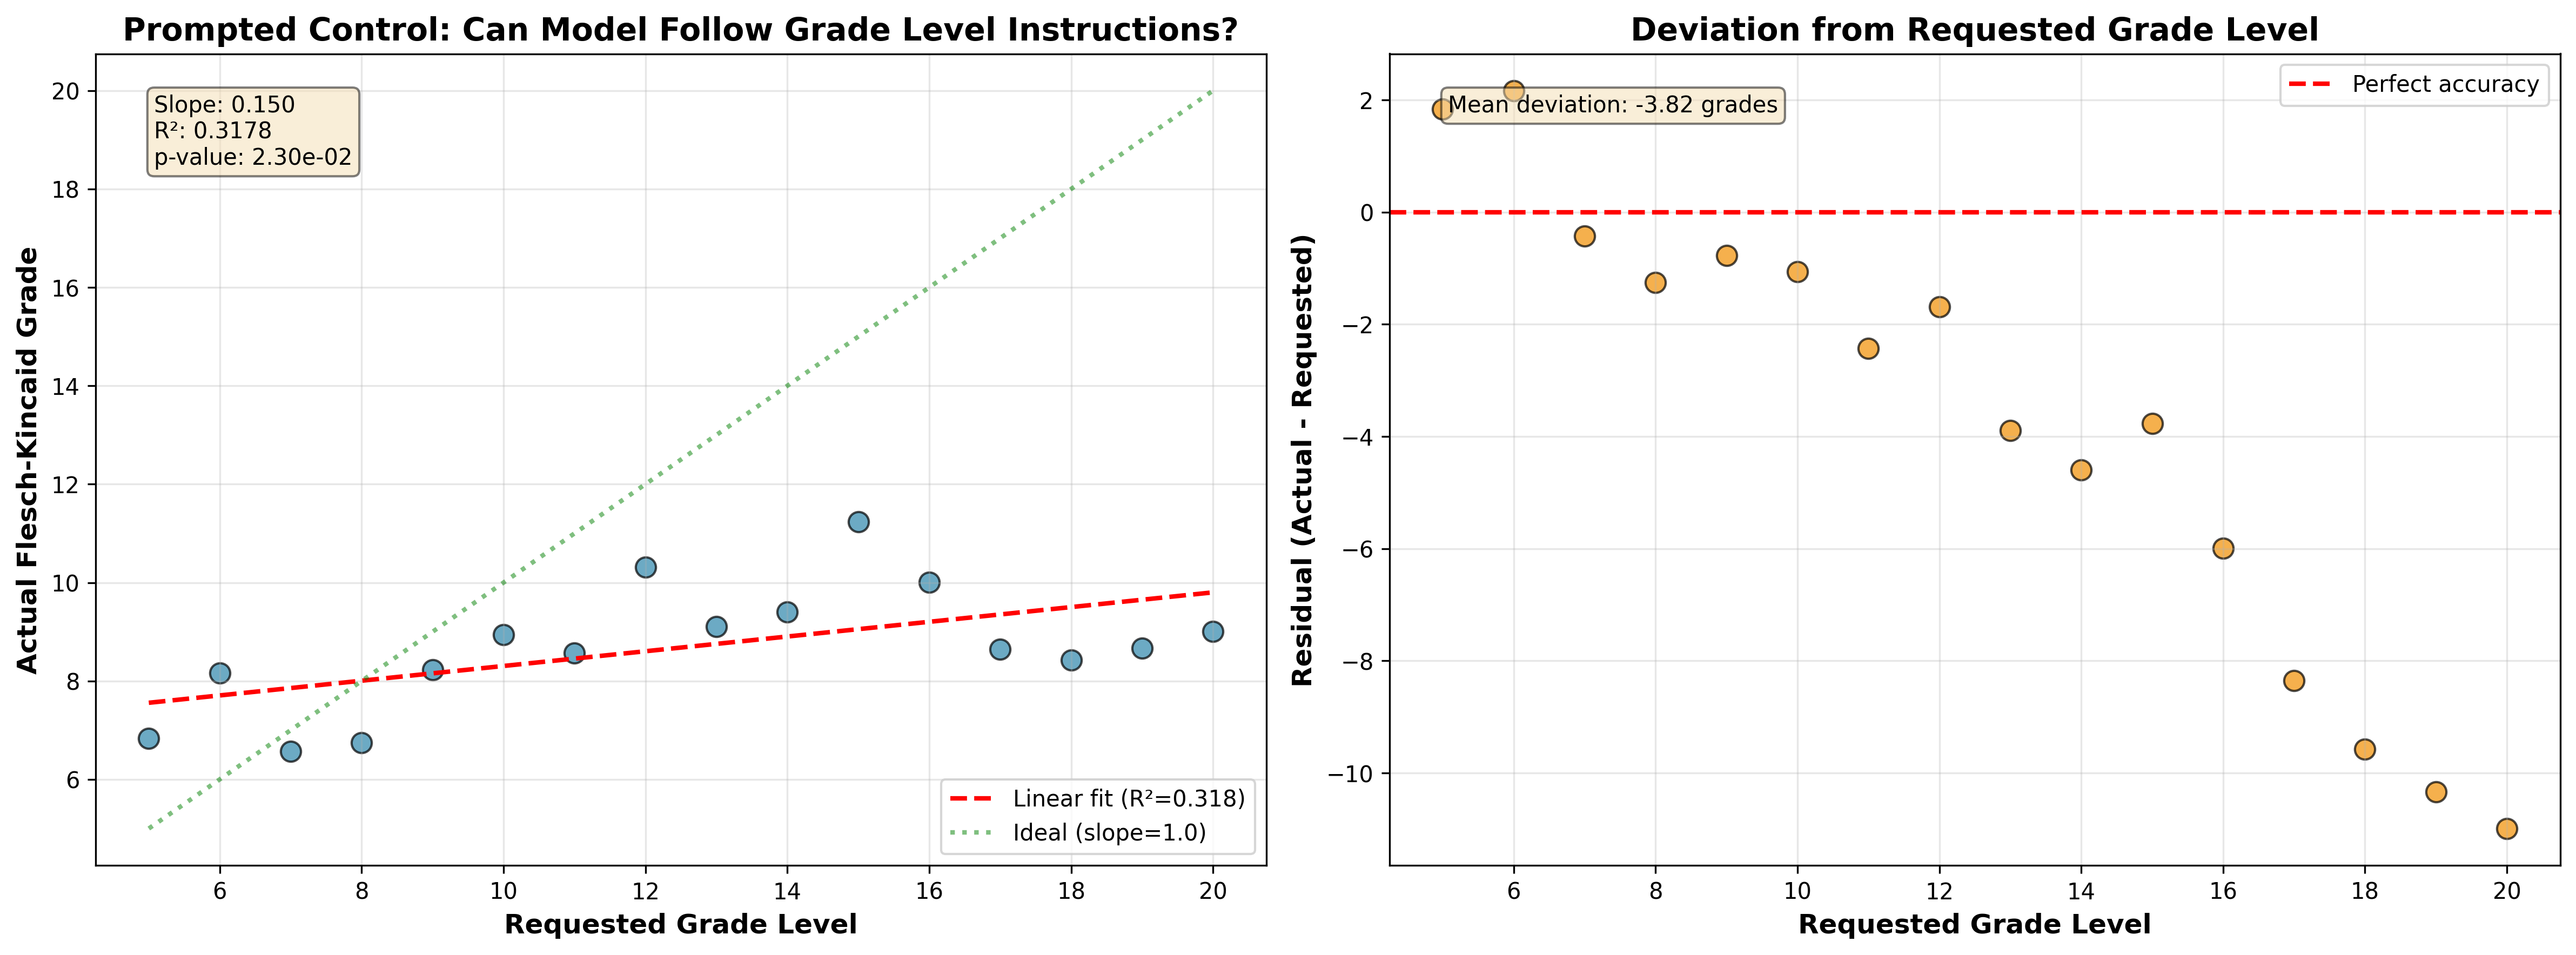 Prompted Control: Can Model Follow Grade Level Instructions?
Actual Flesch-Kincaid Grade
20
18
16
14
12
10
8
6
Slope: 0.150
R²: 0.3178
p-value: 2.30e-02
Linear fit (R²=0.318)
Ideal (slope=1.0)
6 8 10 12 14 16 18 20
Requested Grade Level
Deviation from Requested Grade Level
Residual (Actual - Requested)
2
0
−2
−4
−6
−8
−10
Mean deviation: -3.82 grades
Perfect accuracy
6 8 10 12 14 16 18 20
Requested Grade Level